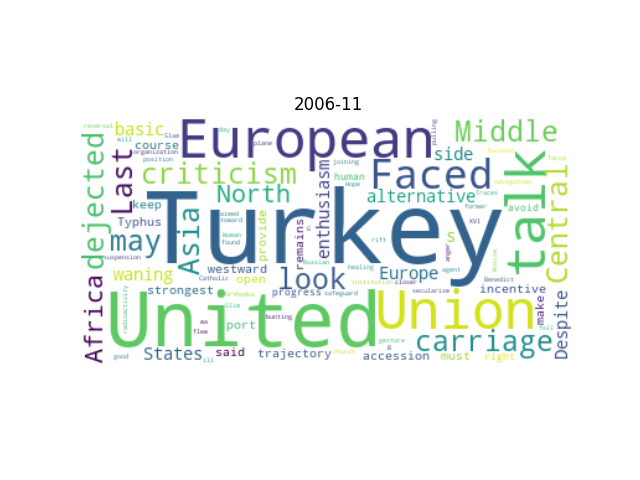 2006-11
reversal
basic
Slam
day
European
plane
pulling
Middle
will
course
organization
position
side
focused
force
dejected
Last
criticism
joining
Faced
talk
Central
keep
North
enthusiasm
human
Hope
alternative
Traces
navigation
Typhus
Asia
aimed
toward
Woman
found
provide
Turkey
former
avoid
XVI
may
remains
rift
anger
S
Moscow
suspension
waning
westward
Catholic
open
look
Russian
healing
Europe
agent
Benedict
Africa
radioactivity
strongest
Orthodox
progress
safeguard
institution
closer
secularism
incentive
United
Slim
port
bunting
Union
make
Despite
fell
wa
flea
gesture
carriage
good
States
ill
said
trajectory
church
R
accession
must
right